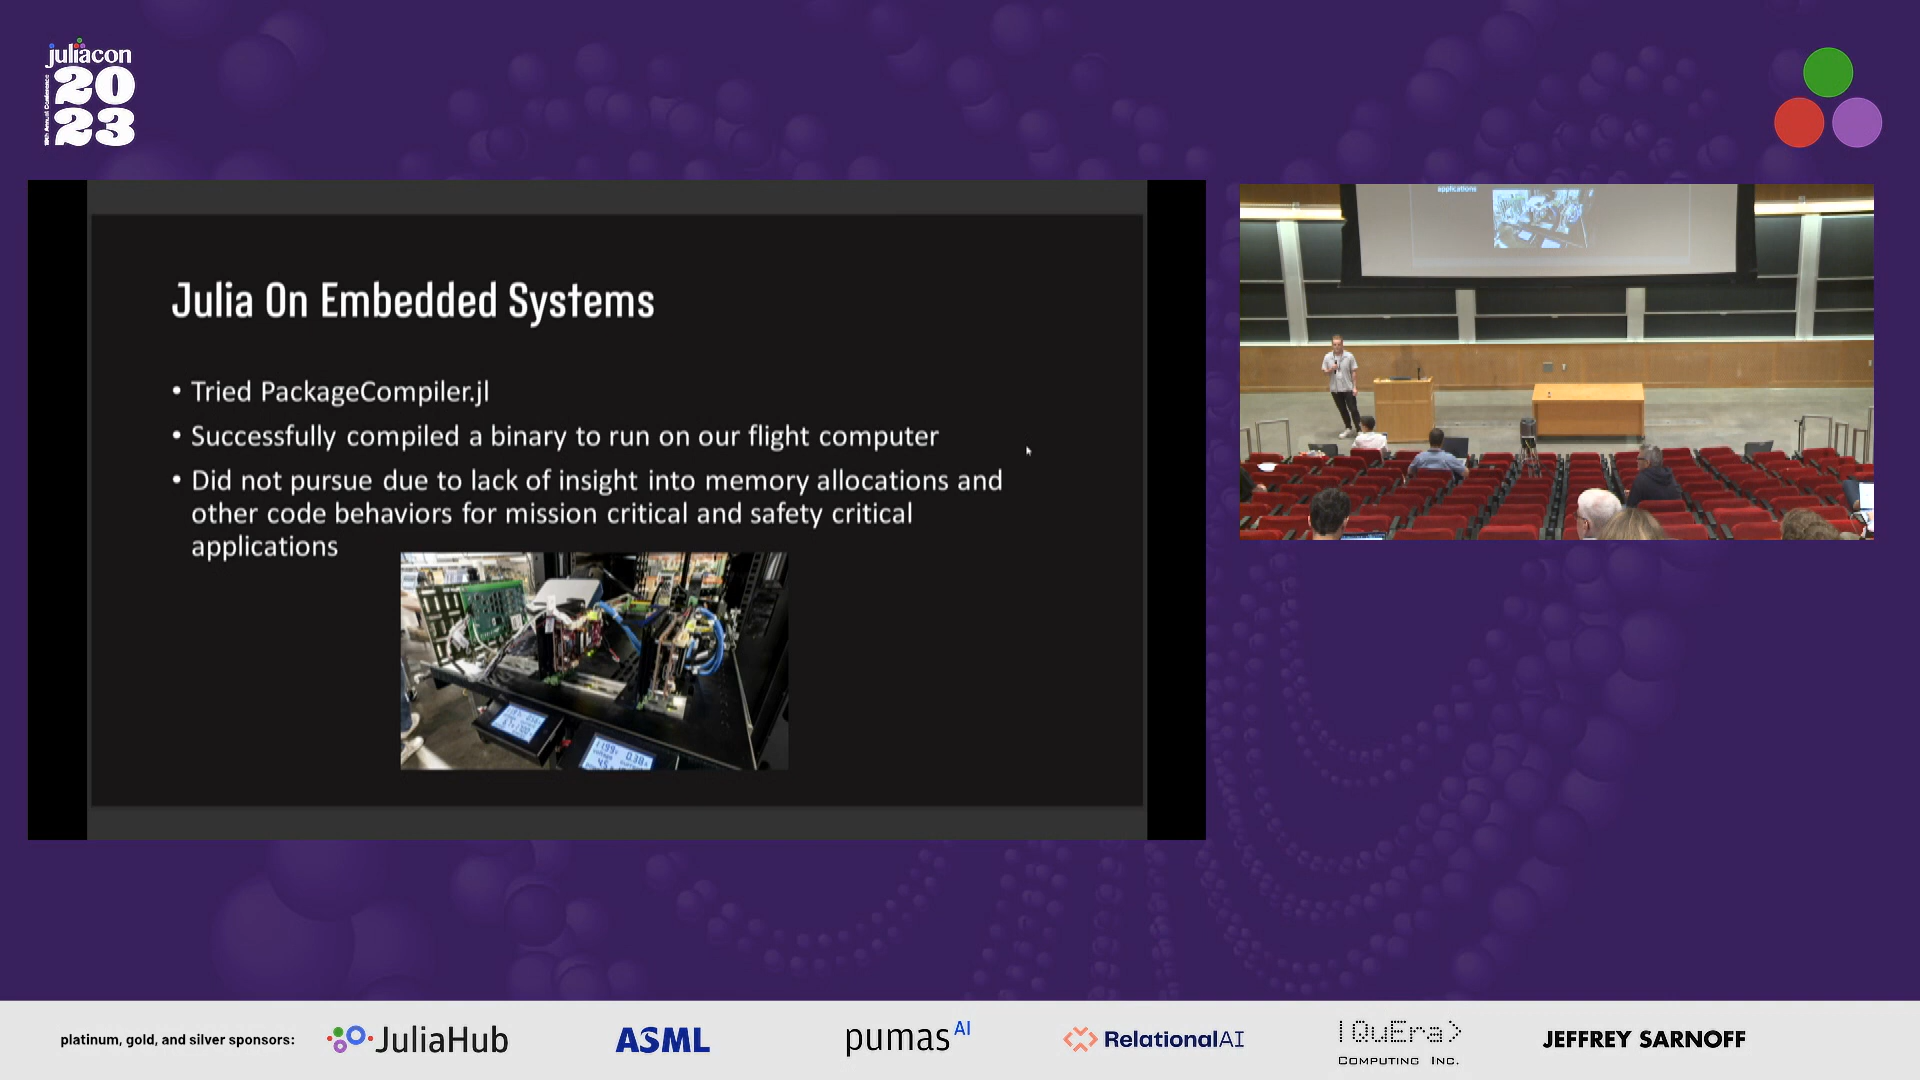 juliacon
20
23
Julia On Embedded Systems
• Tried PackageCompiler.jl
• Successfully compiled a binary to run on our flight computer
• Did not pursue due to lack of insight into memory allocations and
other code behaviors for mission critical and safety critical
applications
applications
platinum, gold, and silver sponsors:
JuliaHub
ASML
pumasAI
RelationalAI
|QuEra>
COMPUTING INC.
JEFFREY SARNOFF